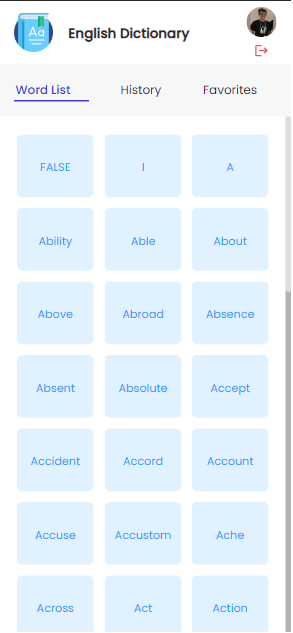 Aa
English Dictionary
Word List History Favorites
FALSE I A
Ability Able About
Above Abroad Absence
Absent Absolute Accept
Accident Accord Account
Accuse Accustom Ache
Across Act Action